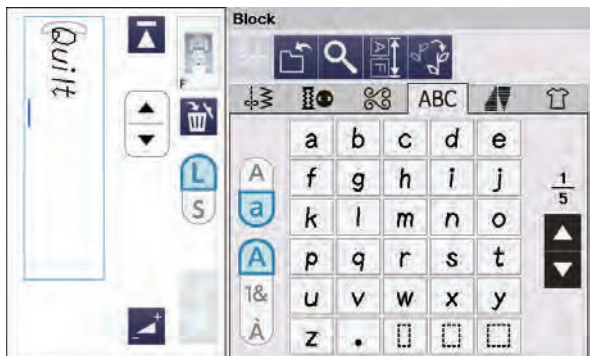 Block
Quilt
F
L
S
A
F
ABC
A
a
A
1&
À
a b c d e
f g h i j
k l m n o
p q r s t
u v w x y
z .
1
5